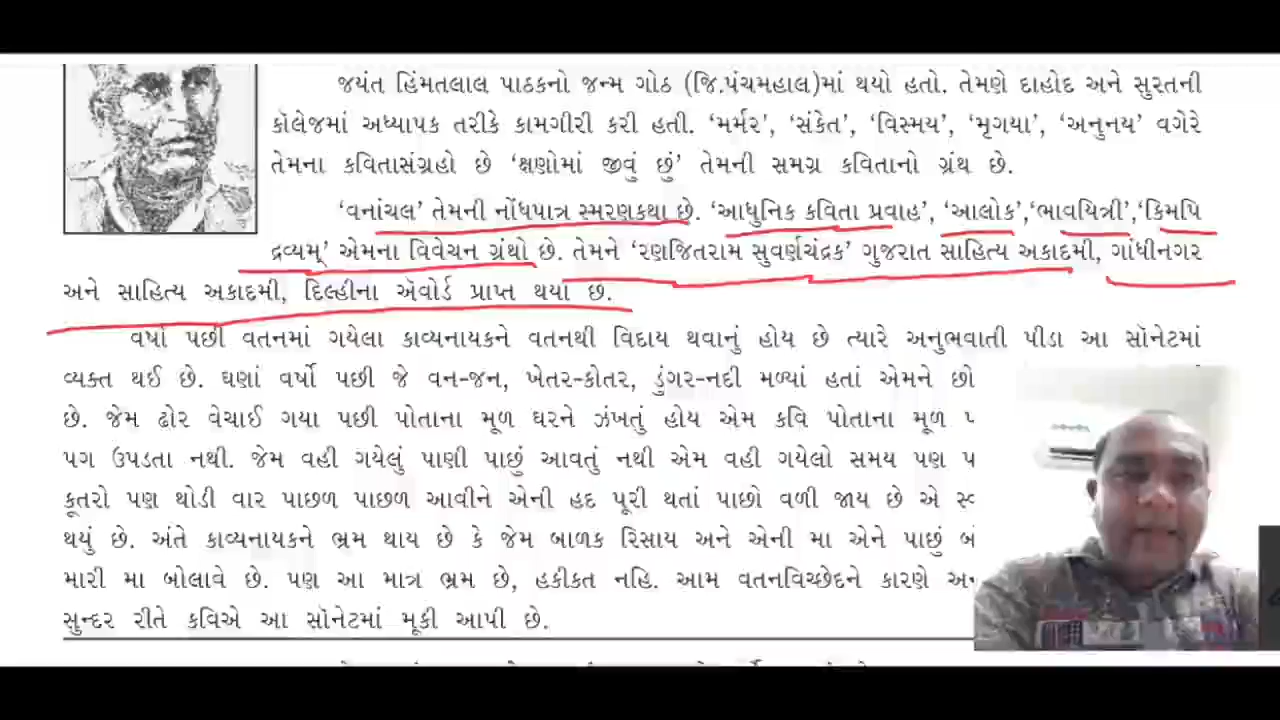 જયંત હિંમતલાલ પાઠકનો જન્મ ગોઠ (જિ.પંચમહાલ)માં થયો હતો. તેમણે દાહોદ અને સુરતની
કૉલેજમાં અધ્યાપક તરીકે કામગીરી કરી હતી. ‘મર્મર’, ‘સંકેત’, ‘વિસ્મય’, ‘મૃગયા’, ‘અનુનય’ વગેરે
તેમના કવિતાસંગ્રહો છે ‘ક્ષણોમાં જીવું છું’ તેમની સમગ્ર કવિતાનો ગ્રંથ છે.
‘વનાંચલ’ તેમની નોંધપાત્ર સ્મરણકથા છે. ‘આધુનિક કવિતા પ્રવાહ’, ‘આલોક’,‘ભાવયિત્રી’,‘કિમપિ
દ્રવ્યમ્’ એમના વિવેચન ગ્રંથો છે. તેમને ‘રણજિતરામ સુવર્ણચંદ્રક’ ગુજરાત સાહિત્ય અકાદમી, ગાંધીનગર
અને સાહિત્ય અકાદમી, દિલ્હીના ઍવોર્ડ પ્રાપ્ત થયા છે.
વર્ષો પછી વતનમાં ગયેલા કાવ્યનાયકને વતનથી વિદાય થવાનું હોય છે ત્યારે અનુભવાતી પીડા આ સૉનેટમાં
વ્યક્ત થઈ છે. ઘણાં વર્ષો પછી જે વન-જન, ખેતર-કોતર, ડુંગર-નદી મળ્યાં હતાં એમને છો
છે. જેમ ઢોર વેચાઈ ગયા પછી પોતાના મૂળ ઘરને ઝંખતું હોય એમ કવિ પોતાના મૂળ
પગ ઉપડતા નથી. જેમ વહી ગયેલું પાણી પાછું આવતું નથી એમ વહી ગયેલો સમય પણ
કૂતરો પણ થોડી વાર પાછળ પાછળ આવીને એની હદ પૂરી થતાં પાછો વળી જાય છે એ
થયું છે. અંતે કાવ્યનાયકને ભ્રમ થાય છે કે જેમ બાળક રિસાય અને એની મા એને પાછું
મારી મા બોલાવે છે. પણ આ માત્ર ભ્રમ છે, હકીકત નહિ. આમ વતનવિચ્છેદને કારણે
સુન્દર રીતે કવિએ આ સૉનેટમાં મૂકી આપી છે.